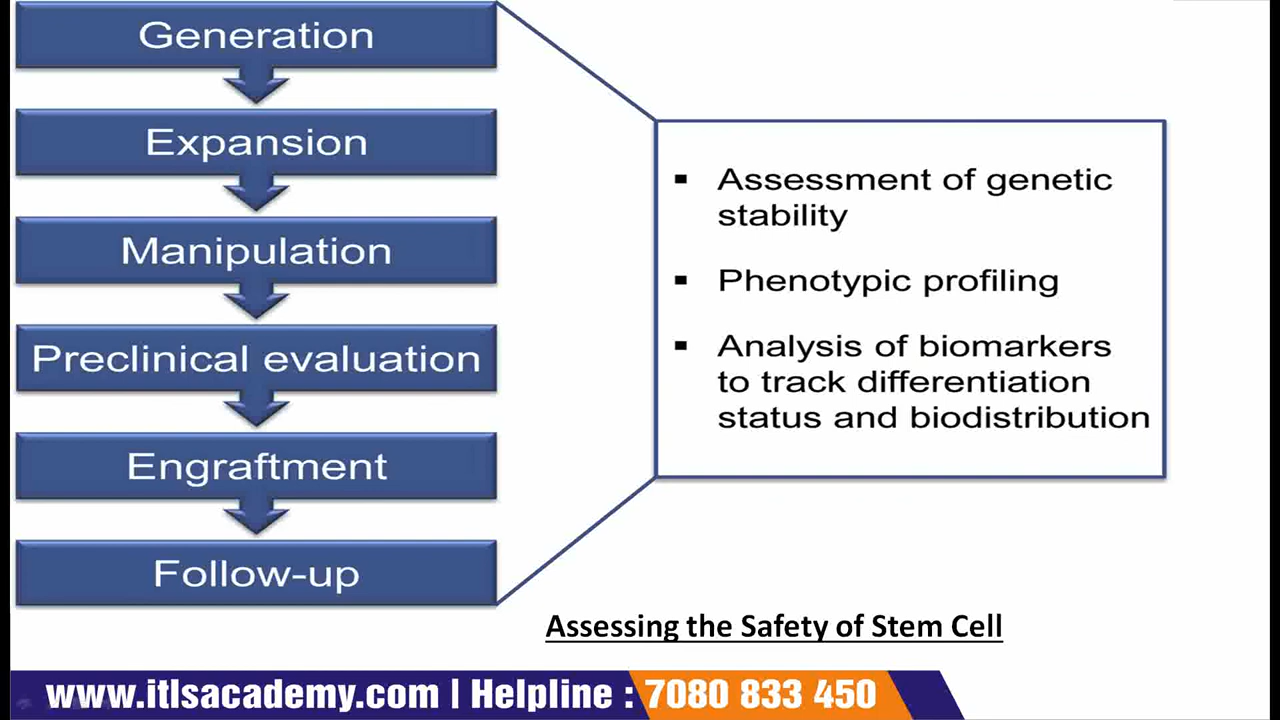 Generation
Expansion
Manipulation
Preclinical evaluation
Engraftment
Follow-up
▪ Assessment of genetic
stability
▪ Phenotypic profiling
▪ Analysis of biomarkers
to track differentiation
status and biodistribution
Assessing the Safety of Stem Cell
www.itlsacademy.com | Helpline : 7080 833 450